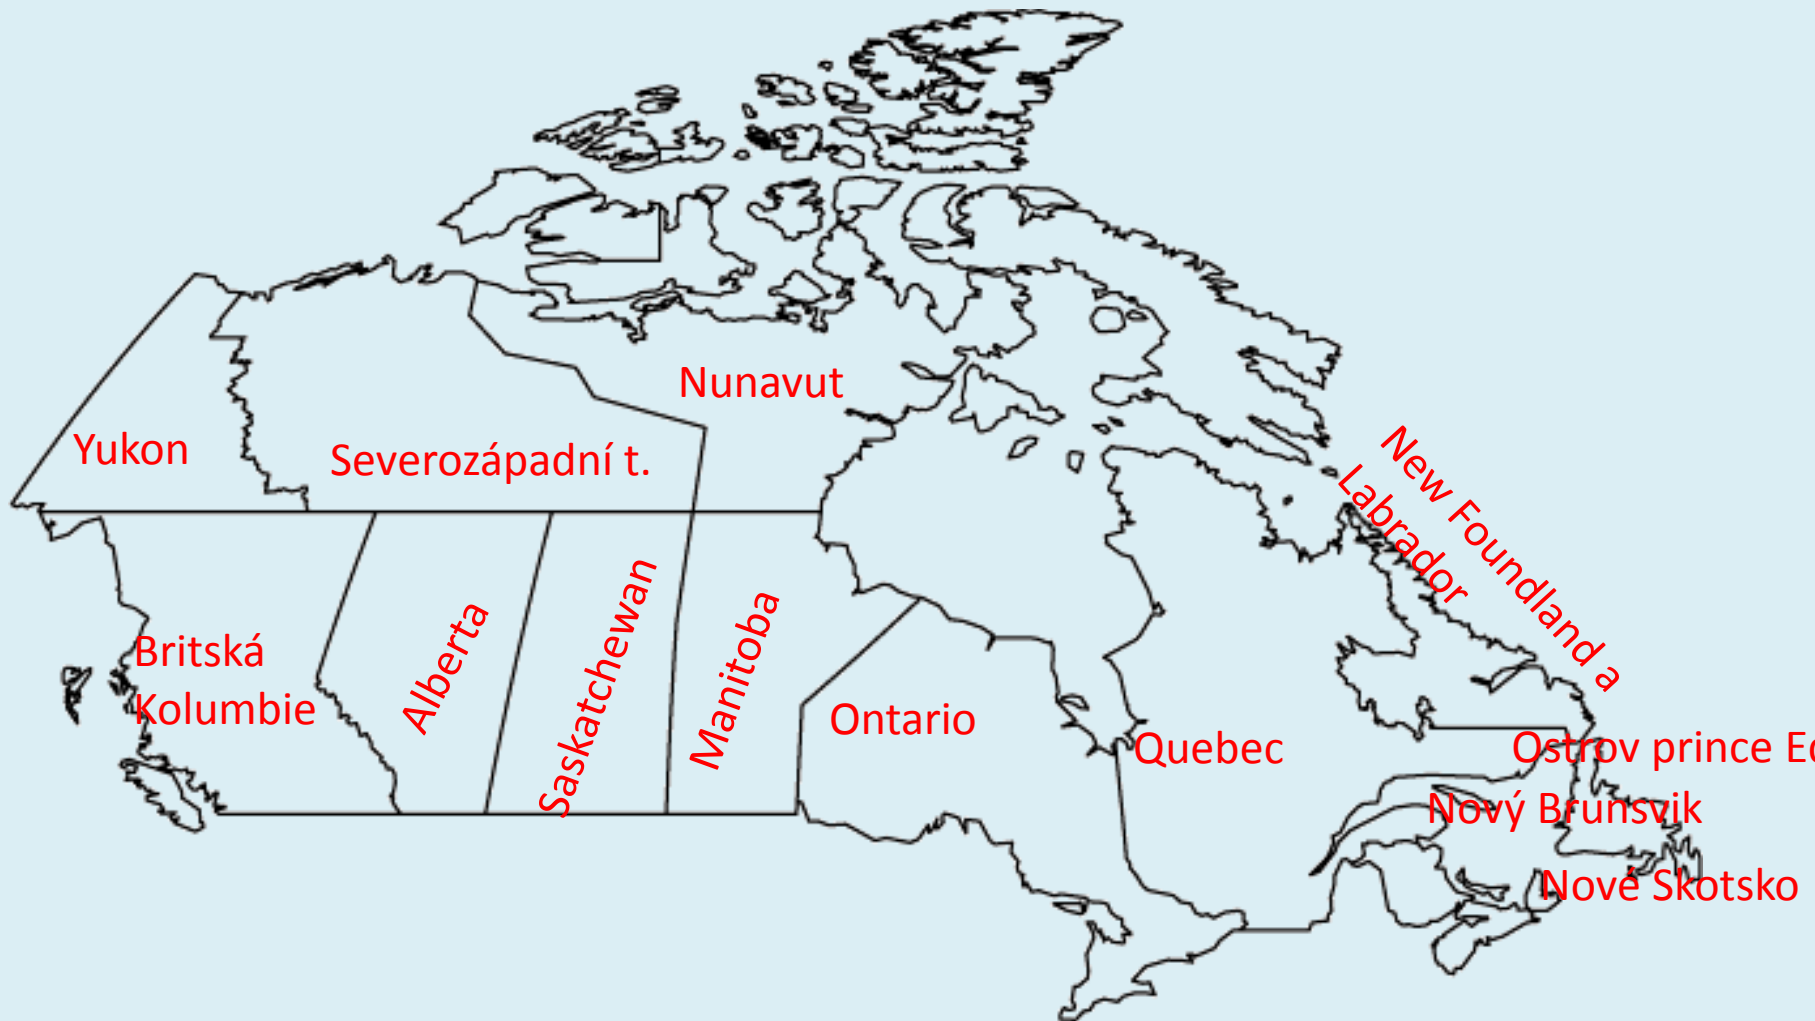 Nunavut
Yukon
Severozápadní t.
New Foundland a
Labrador
Britská
Kolumbie
Alberta
Saskatchewan
Manitoba
Ontario
Quebec
Ostrov prince
Nový Brunsvik
Nové Skotsko